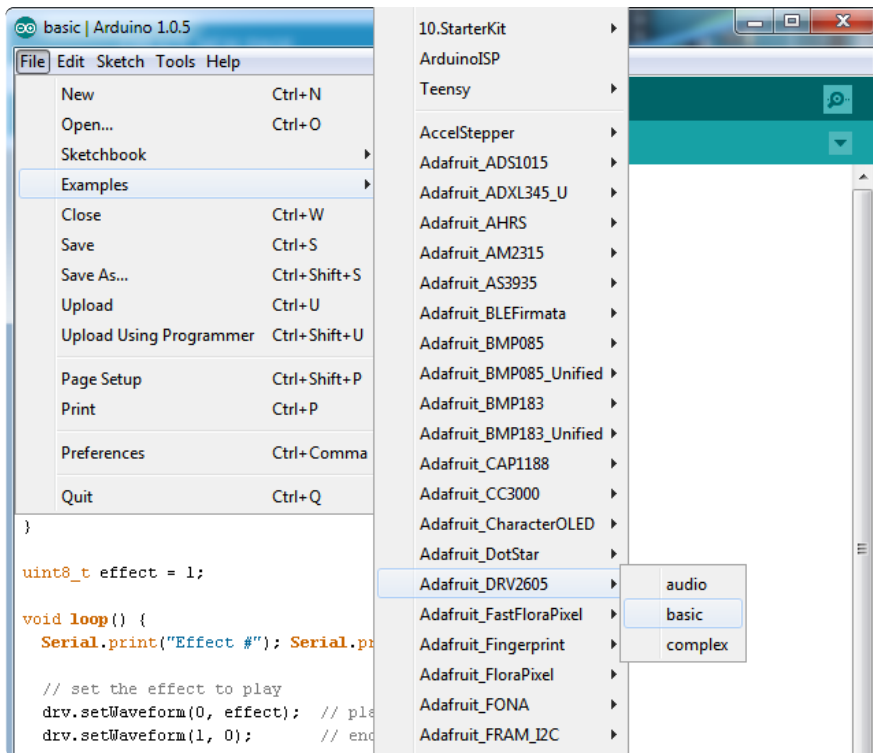 basic | Arduino 1.0.5
File Edit Sketch Tools Help
New Ctrl+N
Open... Ctrl+O
Sketchbook
Examples
Close Ctrl+W
Save Ctrl+S
Save As... Ctrl+Shift+S
Upload Ctrl+U
Upload Using Programmer Ctrl+Shift+U
Page Setup Ctrl+Shift+P
Print Ctrl+P
Preferences Ctrl+Comma
Quit Ctrl+Q
}
uint8_t effect = 1;
void loop() {
Serial.print("Effect #"); Serial.pr
// set the effect to play
drv.setWaveform(0, effect); // pla
drv.setWaveform(1, 0); // end
10.StarterKit
ArduinoISP
Teensy
AccelStepper
Adafruit_ADS1015
Adafruit_ADXL345_U
Adafruit_AHRS
Adafruit_AM2315
Adafruit_AS3935
Adafruit_BLEFirmata
Adafruit_BMP085
Adafruit_BMP085_Unified
Adafruit_BMP183
Adafruit_BMP183_Unified
Adafruit_CAP1188
Adafruit_CC3000
Adafruit_CharacterOLED
Adafruit_DotStar
Adafruit_DRV2605
Adafruit_FastFloraPixel
Adafruit_Fingerprint
Adafruit_FloraPixel
Adafruit_FONA
Adafruit_FRAM_I2C
audio
basic
complex